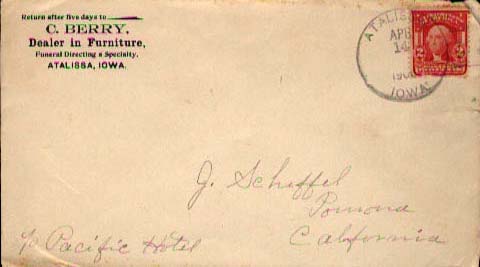 Return after five days to
C. BERRY,
Dealer in Furniture,
Funeral Directing a Specialty,
ATALISSA, IOWA.
ATALISSA
APR
14
IOWA
J. Scheffel
Pomona
California
c/o Pacific Hotel